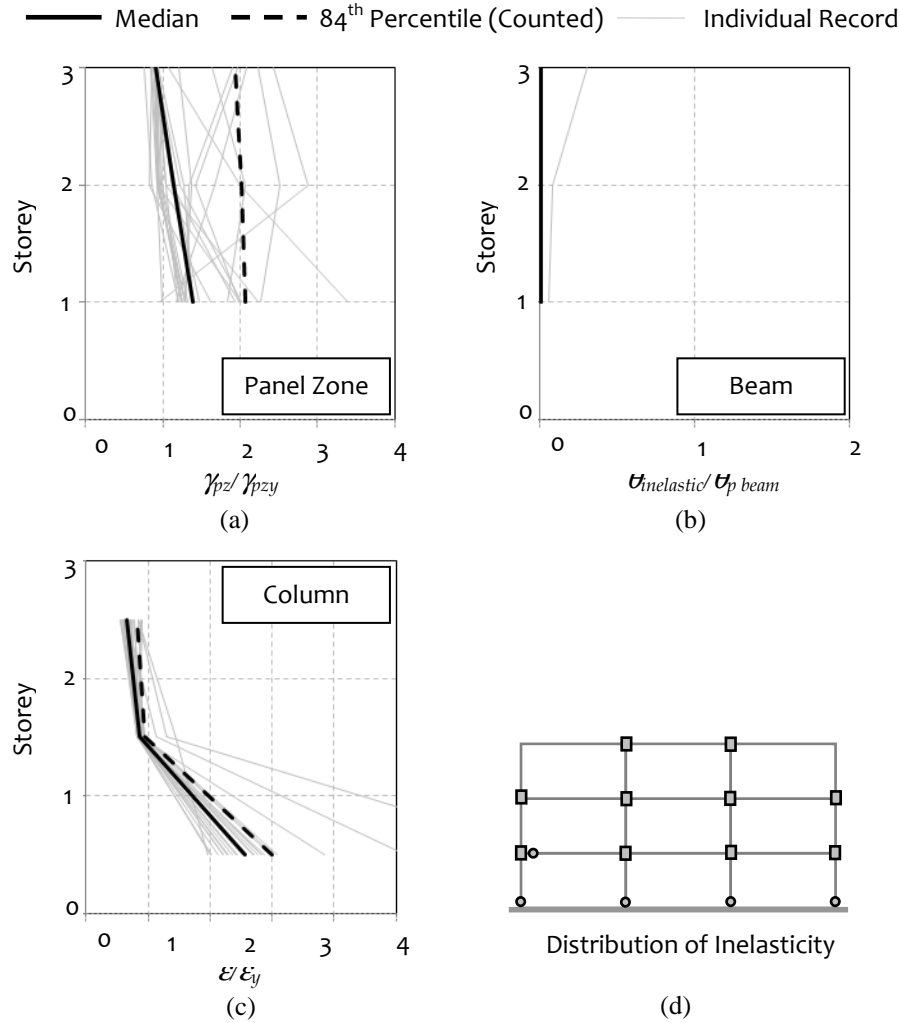 Median 84th Percentile (Counted) Individual Record
3
2
Storey
1
Panel Zone
0
0 1 2 3 4
γpz/γpzy
(a)
3
2
Storey
1
Beam
0
0 1 2
θinelastic/θp beam
(b)
3
Column
2
Storey
1
0
0 1 2 3 4
ε/εy
(c)
Distribution of Inelasticity
(d)